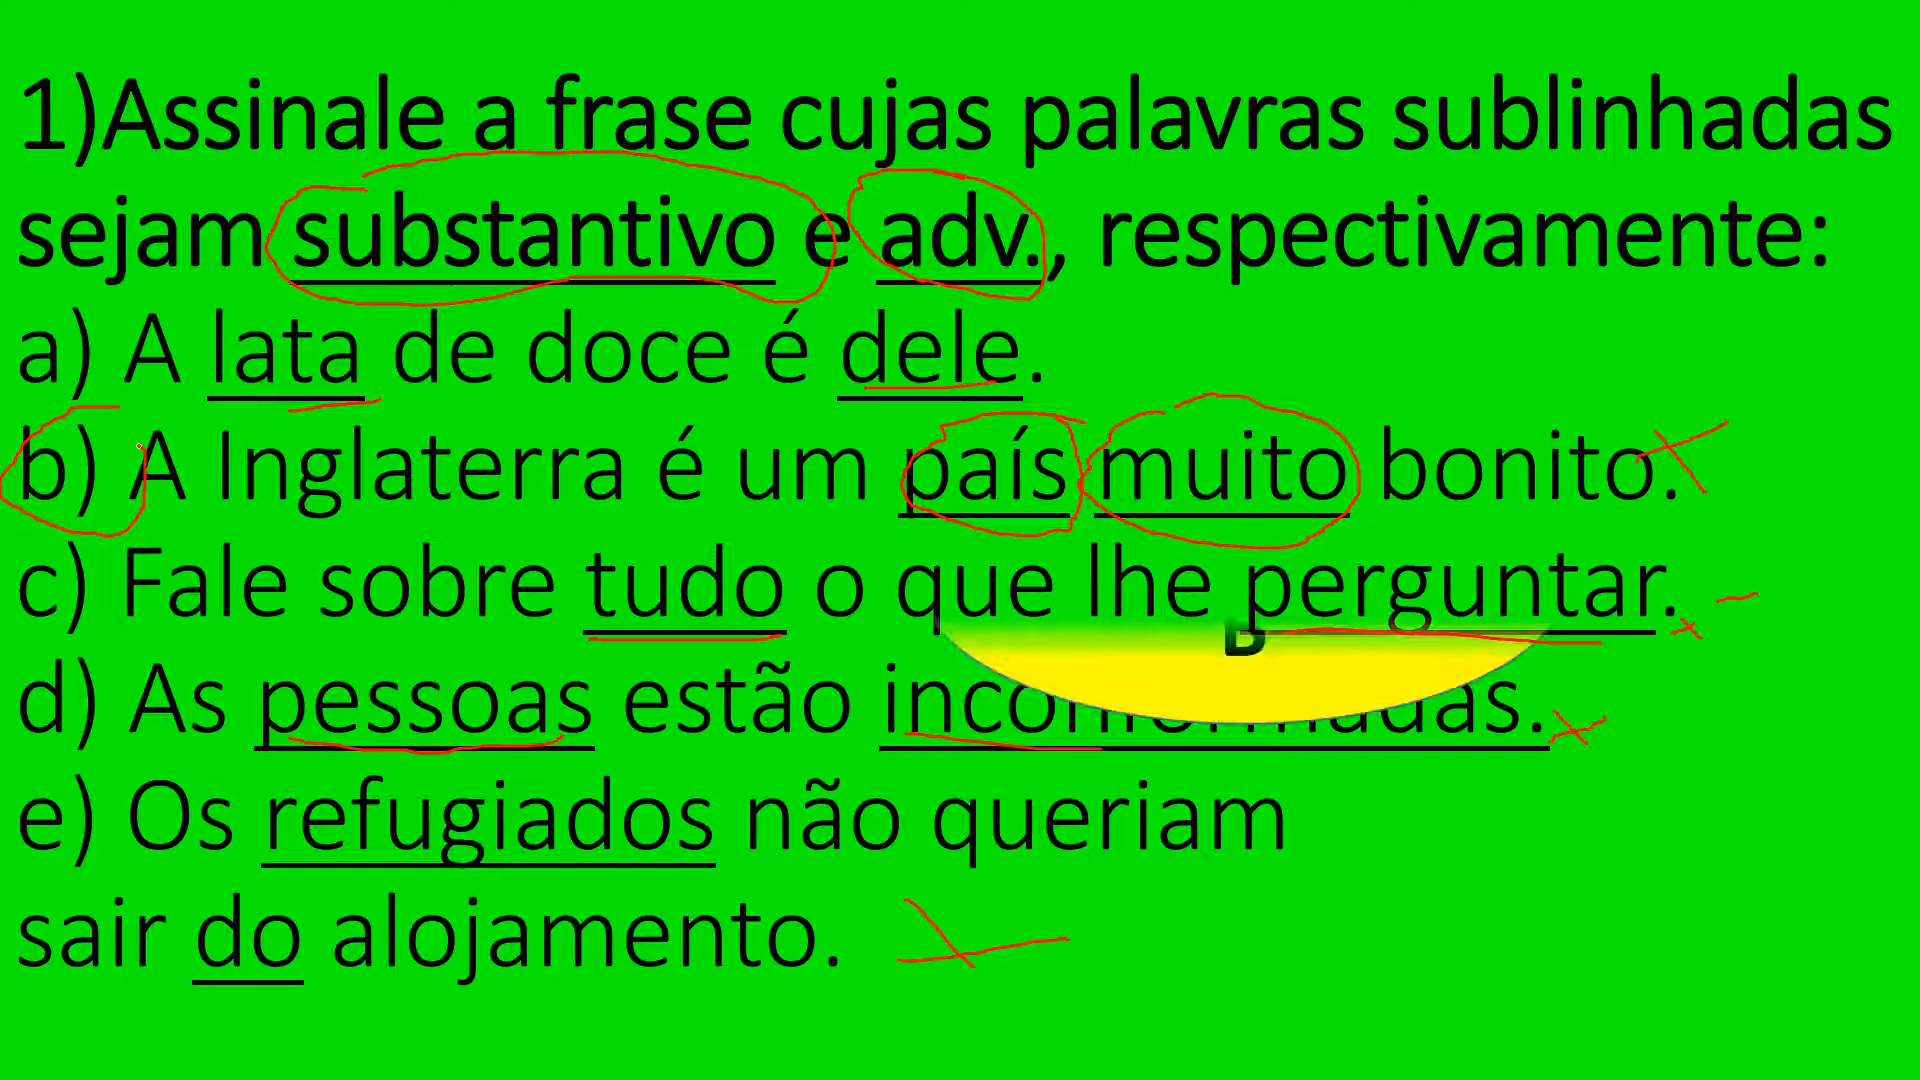 1)Assinale a frase cujas palavras sublinhadas
sejam substantivo e adv., respectivamente:
a) A lata de doce é dele.
b) A Inglaterra é um país muito bonito.
c) Fale sobre tudo o que lhe perguntar.
B
d) As pessoas estão inconformadas.
e) Os refugiados não queriam
sair do alojamento.